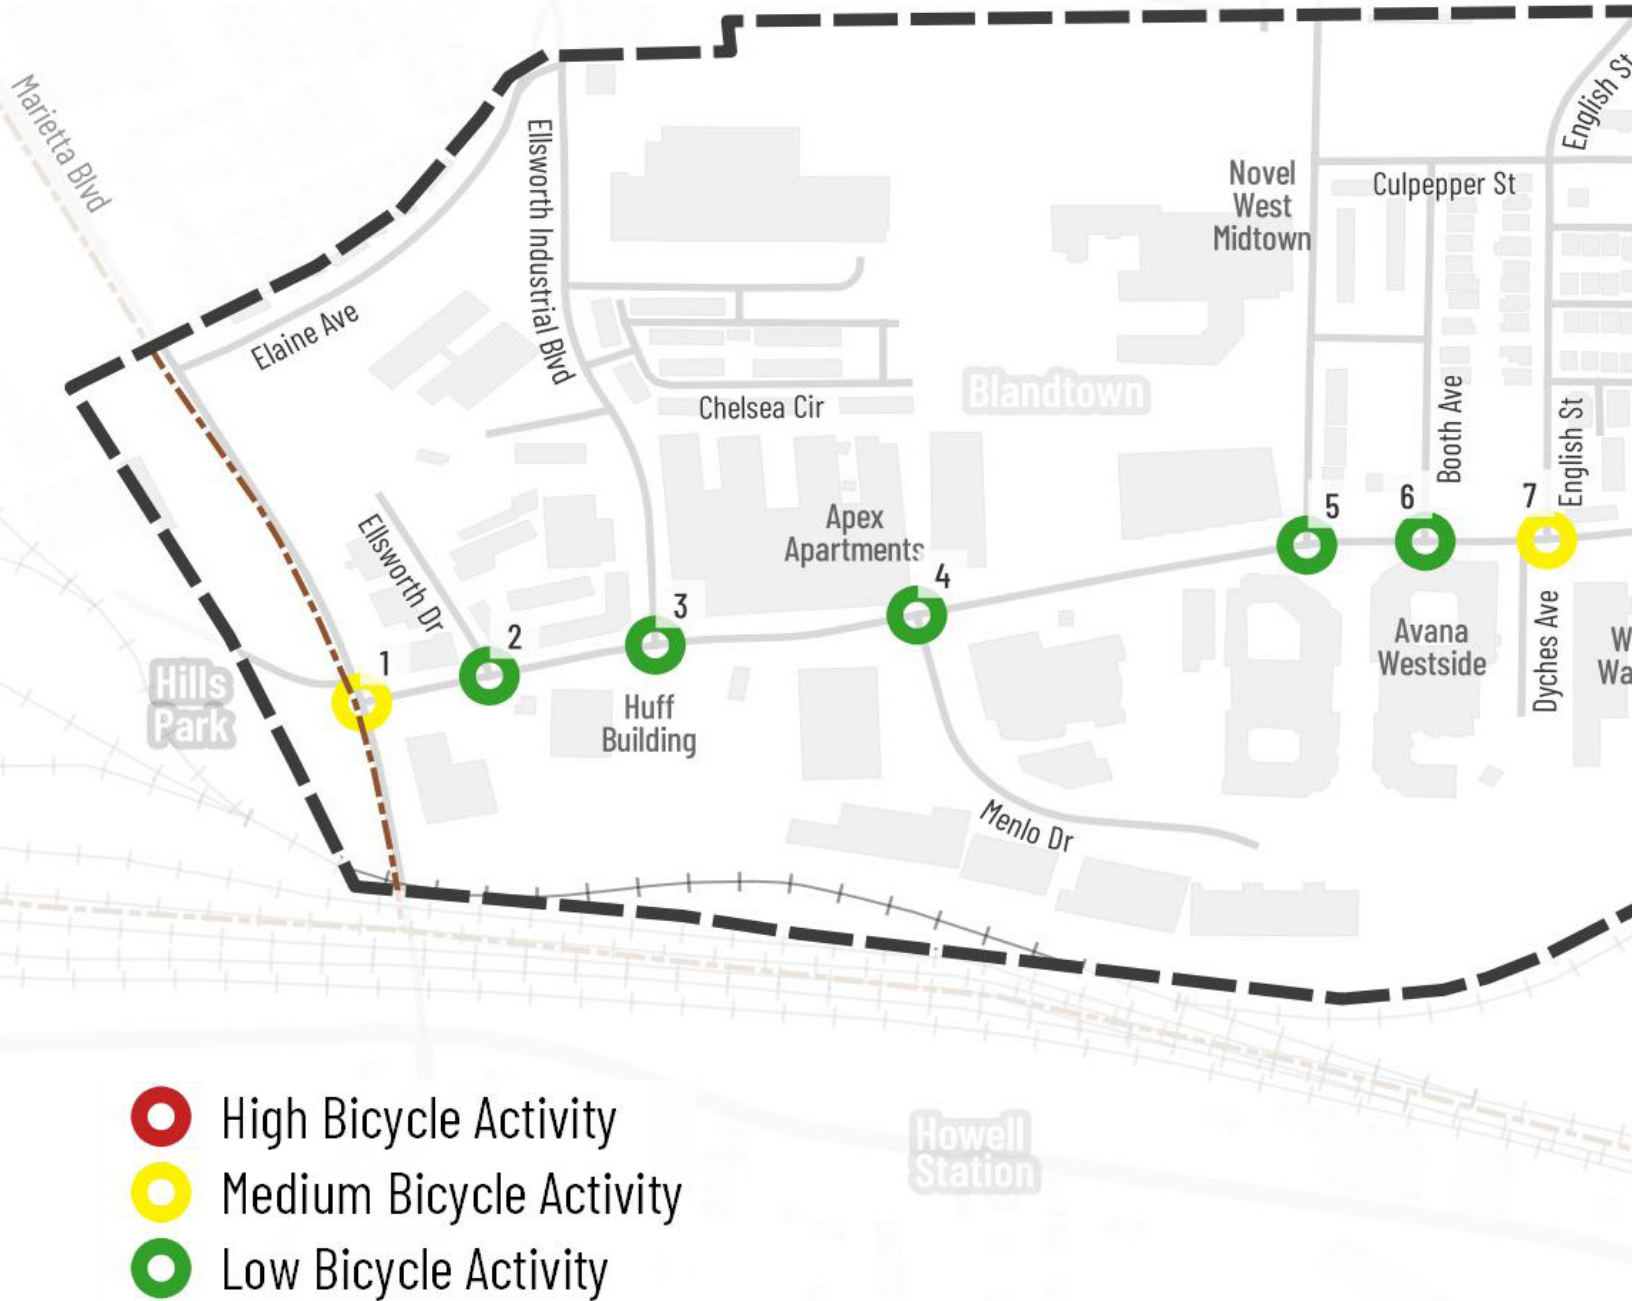 Marietta Blvd
English St
Ellsworth Industrial Blvd
Novel
West
Midtown
Culpepper St
Elaine Ave
Blandtown
Chelsea Cir
Booth Ave
English St
Apex
Apartments
Ellsworth Dr
5
6
7
4
3
2
1
Hills
Park
Huff
Building
Avana
Westside
Dyches Ave
W
Wa
Menlo Dr
High Bicycle Activity
Medium Bicycle Activity
Low Bicycle Activity
Howell
Station